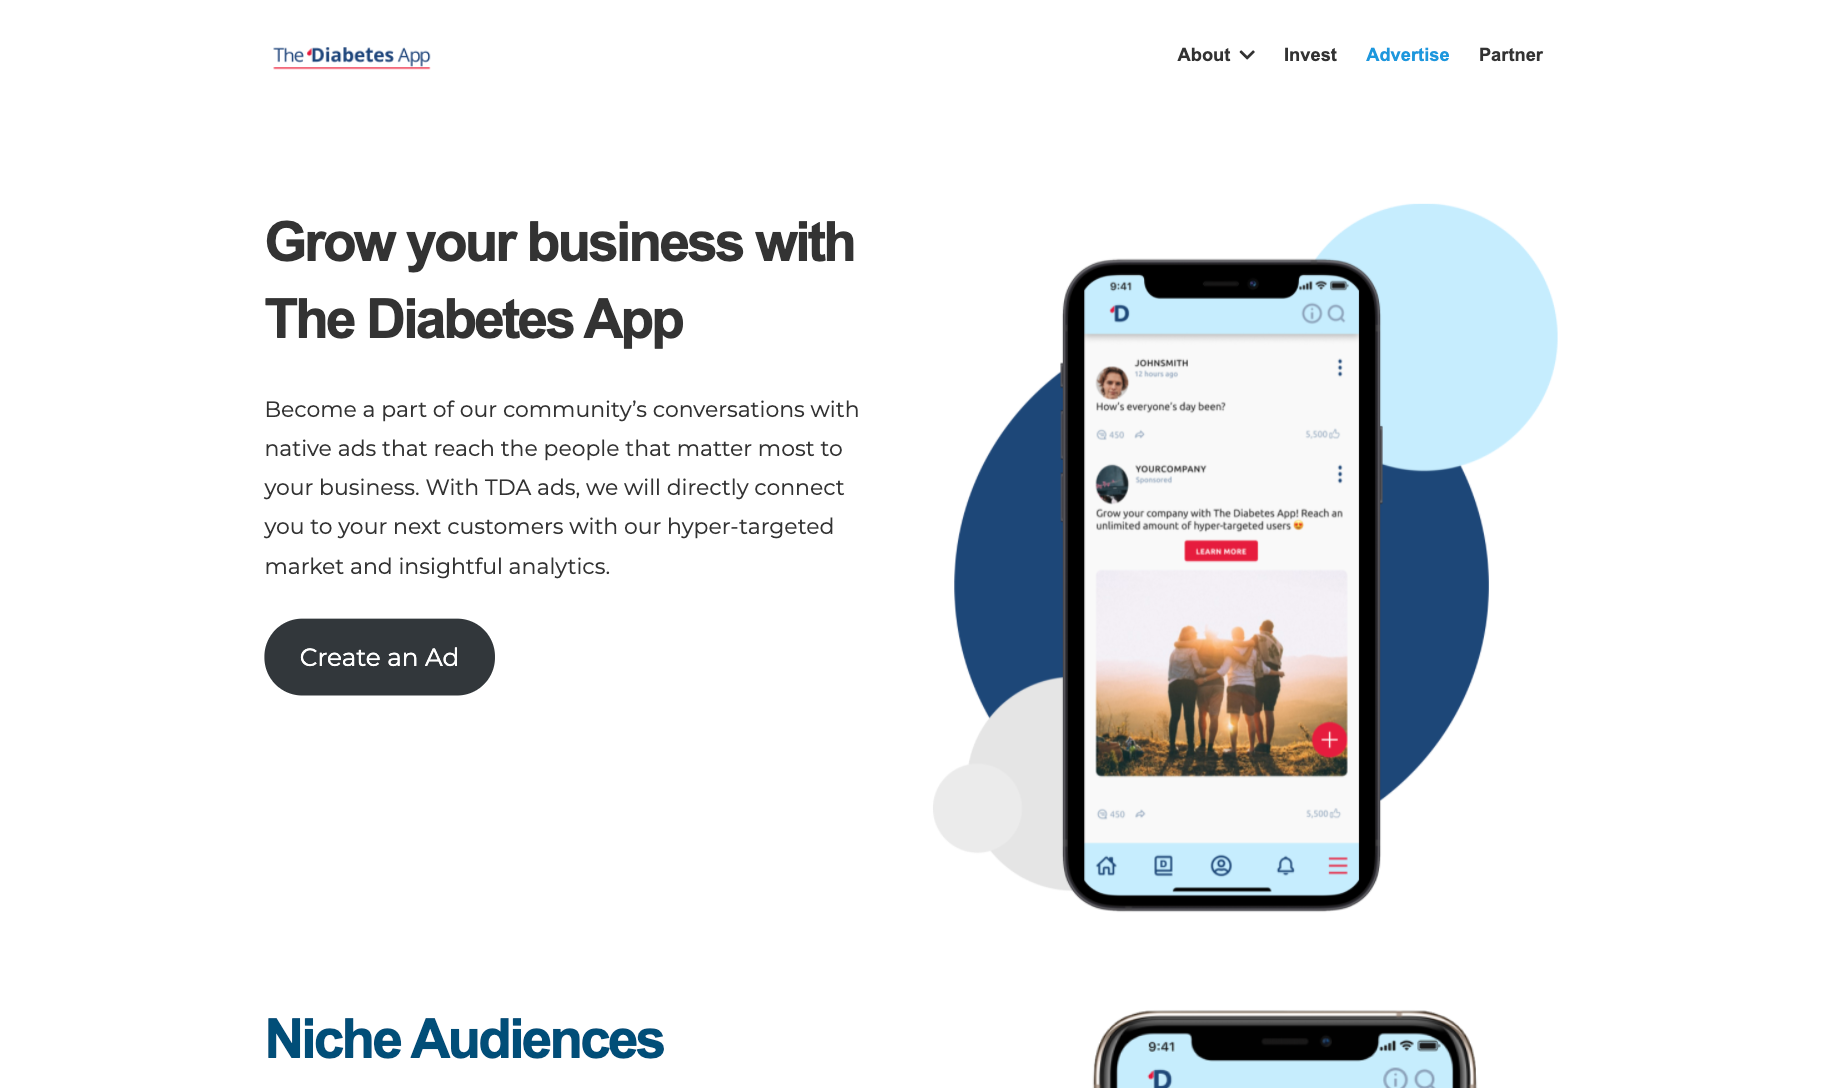 The Diabetes App
About Invest Advertise Partner
Grow your business with
The Diabetes App
Become a part of our community’s conversations with
native ads that reach the people that matter most to
your business. With TDA ads, we will directly connect
you to your next customers with our hyper-targeted
market and insightful analytics.
Create an Ad
9:41
D
JOHNSMITH
12 hours ago
How's everyone's day been?
450
5,500
YOURCOMPANY
Sponsored
Grow your company with The Diabetes App! Reach an
unlimited amount of hyper-targeted users 😍
LEARN MORE
450
5,500
D
Niche Audiences
9:41
D